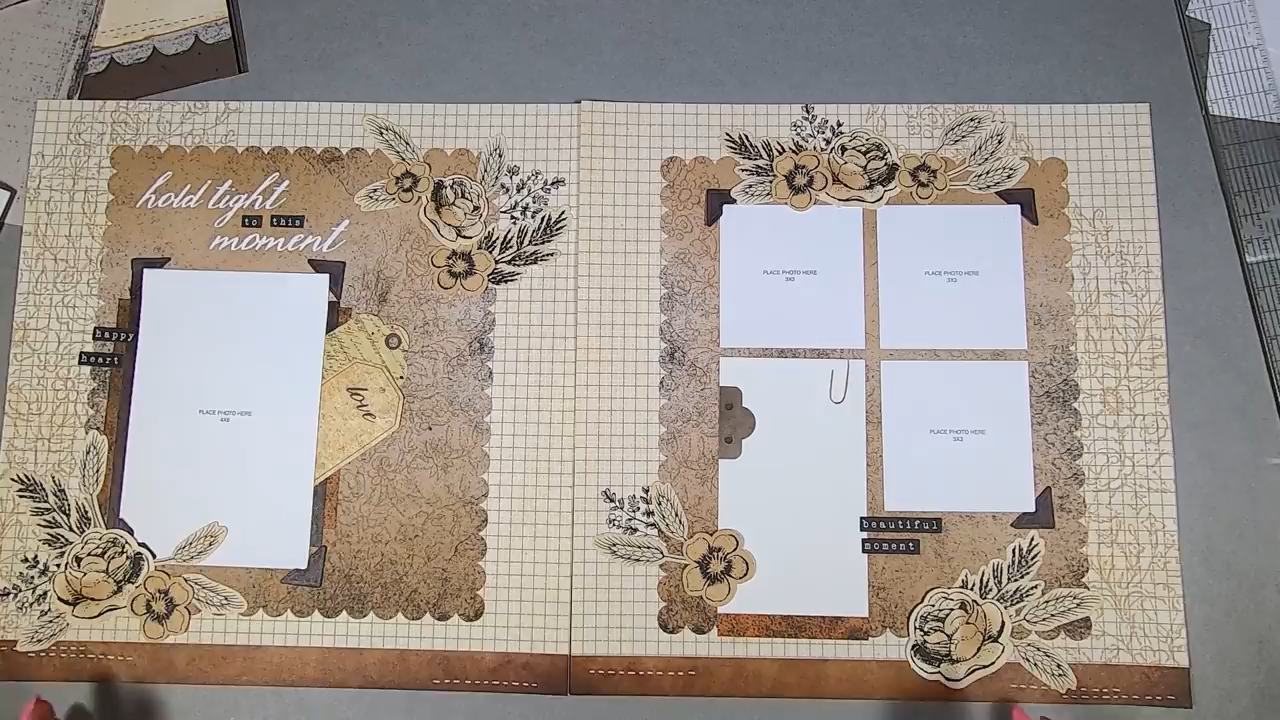 hold tight
to this
moment
happy
heart
PLACE PHOTO HERE
4X6
love
PLACE PHOTO HERE
3X3
PLACE PHOTO HERE
3X3
PLACE PHOTO HERE
3X3
beautiful
moment